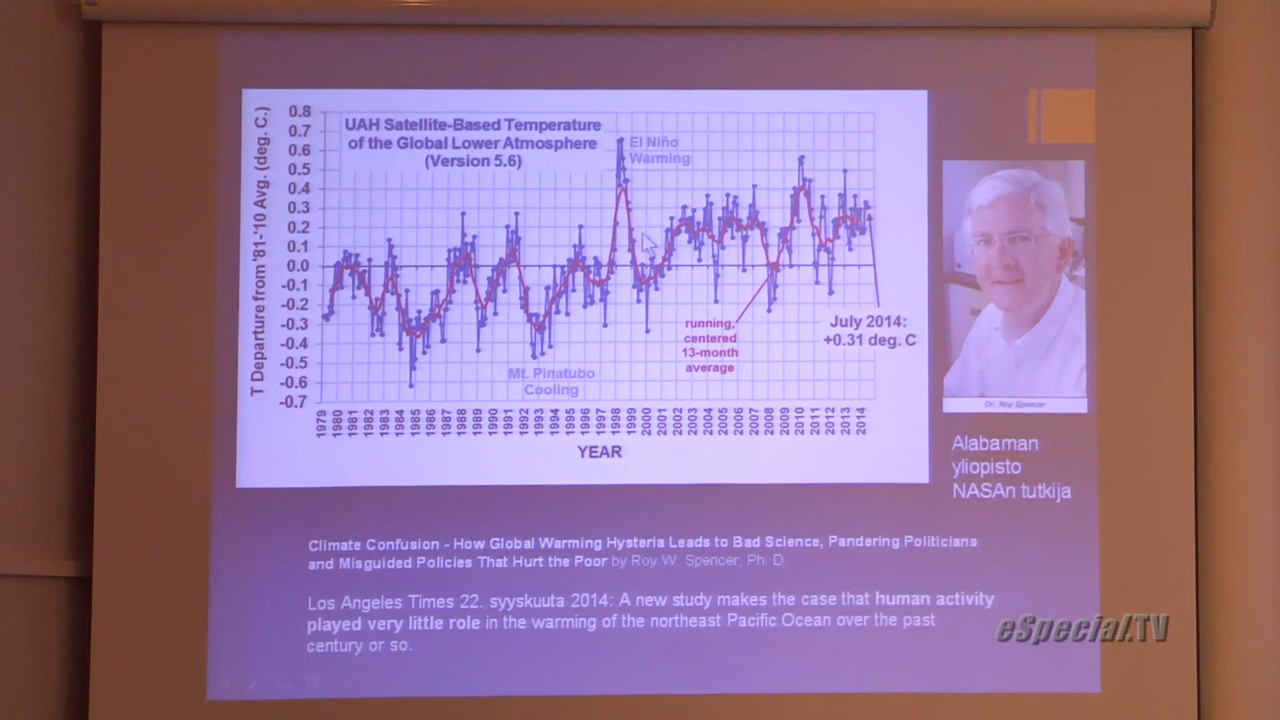 T Departure from '81-'10 Avg. (deg. C.)
0.8
0.7
0.6
0.5
0.4
0.3
0.2
0.1
0.0
-0.1
-0.2
-0.3
-0.4
-0.5
-0.6
-0.7
UAH Satellite-Based Temperature
of the Global Lower Atmosphere
(Version 5.6)
El Niño
Warming
Mt. Pinatubo
Cooling
running,
centered
13-month
average
July 2014:
+0.31 deg. C
1979
1980
1981
1982
1983
1984
1985
1986
1987
1988
1989
1990
1991
1992
1993
1994
1995
1996
1997
1998
1999
2000
2001
2002
2003
2004
2005
2006
2007
2008
2009
2010
2011
2012
2013
2014
YEAR
Dr. Roy Spencer
Alabaman
yliopisto
NASAn tutkija
Climate Confusion - How Global Warming Hysteria Leads to Bad Science, Pandering Politicians
and Misguided Policies That Hurt the Poor by Roy W. Spencer, Ph. D.
Los Angeles Times 22. syyskuuta 2014: A new study makes the case that human activity
played very little role in the warming of the northeast Pacific Ocean over the past
century or so.
eSpecial.TV